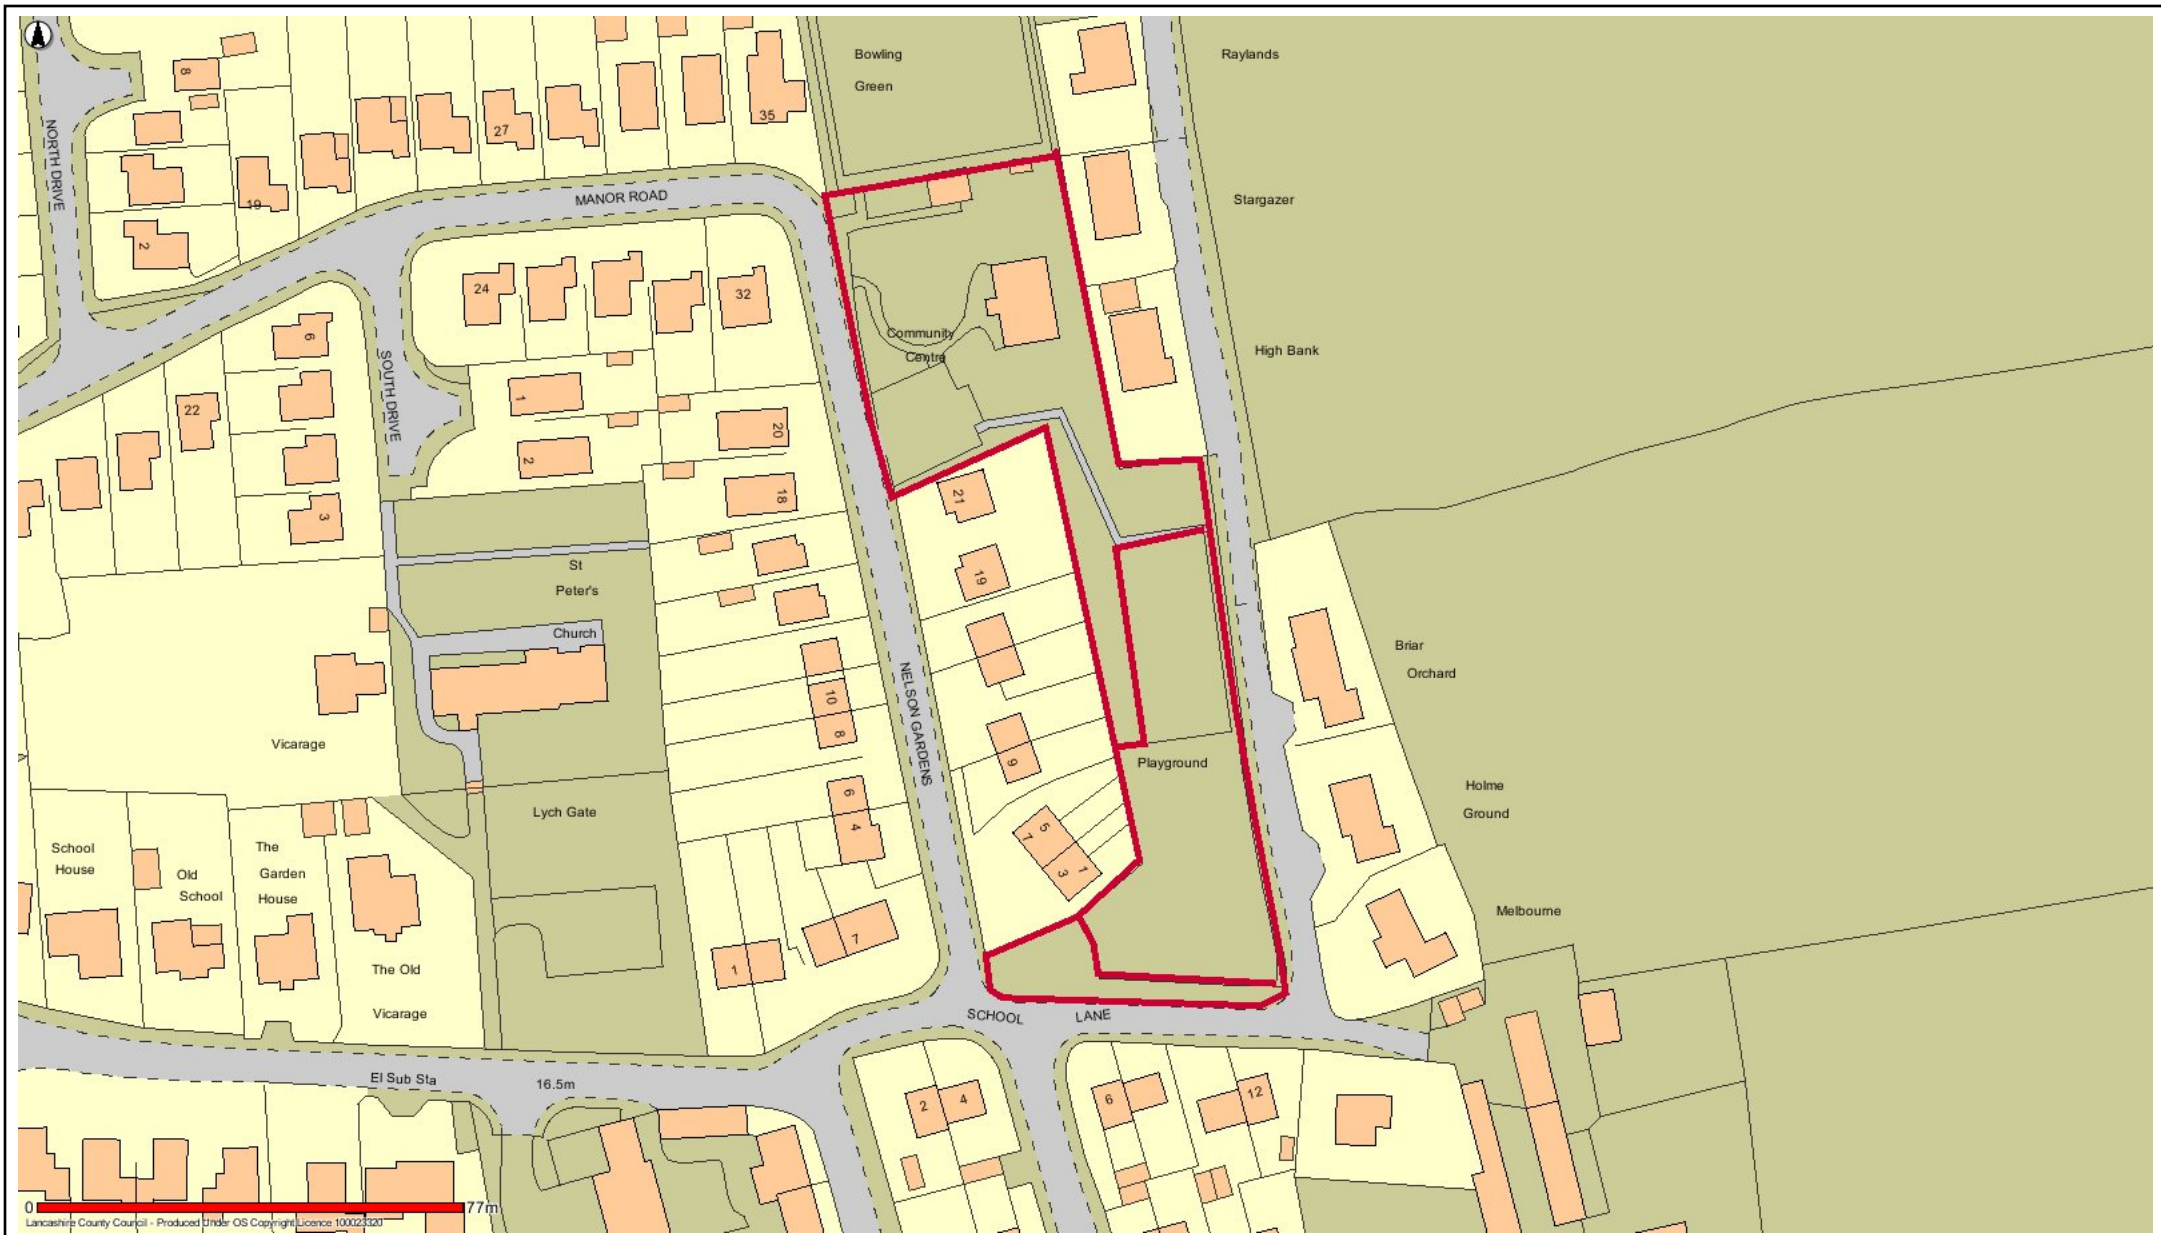 Bowling
Green
Raylands
8
35
27
NORTH DRIVE
19
MANOR ROAD
Stargazer
2
24
32
6
Community
Centre
High Bank
SOUTH DRIVE
1
22
20
2
21
18
3
St
Peter's
19
Church
Briar
Orchard
NELSON GARDENS
10
8
Vicarage
9
Playground
6
Holme
Ground
Lych Gate
4
5
7
3
1
School
House
The
Garden
House
Old
School
Melbourne
7
1
The Old
Vicarage
SCHOOL LANE
El Sub Sta
16.5m
2
4
6
12
0
77m
Lancashire County Council - Produced Under OS Copyright Licence 100023320